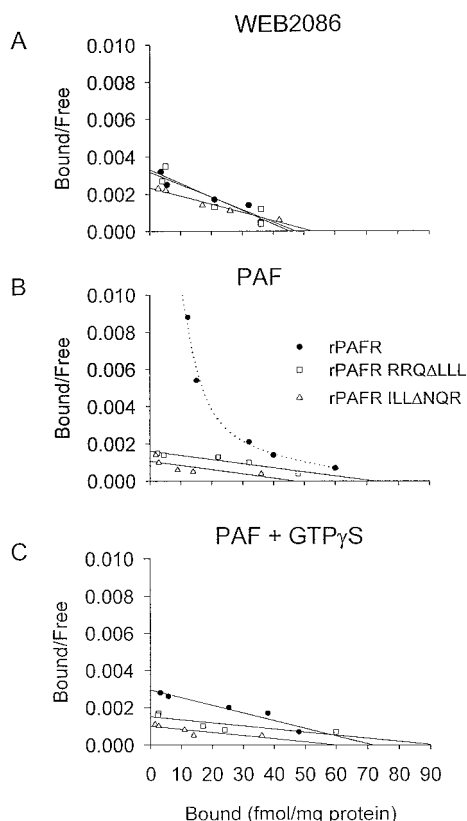 WEB2086
A
0.010
0.008
0.006
0.004
0.002
0.000
Bound/Free
PAF
B
0.010
0.008
0.006
0.004
0.002
0.000
Bound/Free
rPAFR
rPAFR RRQΔLLL
rPAFR ILLΔNQR
PAF + GTPγS
C
0.010
0.008
0.006
0.004
0.002
0.000
Bound/Free
0 10 20 30 40 50 60 70 80 90
Bound (fmol/mg protein)